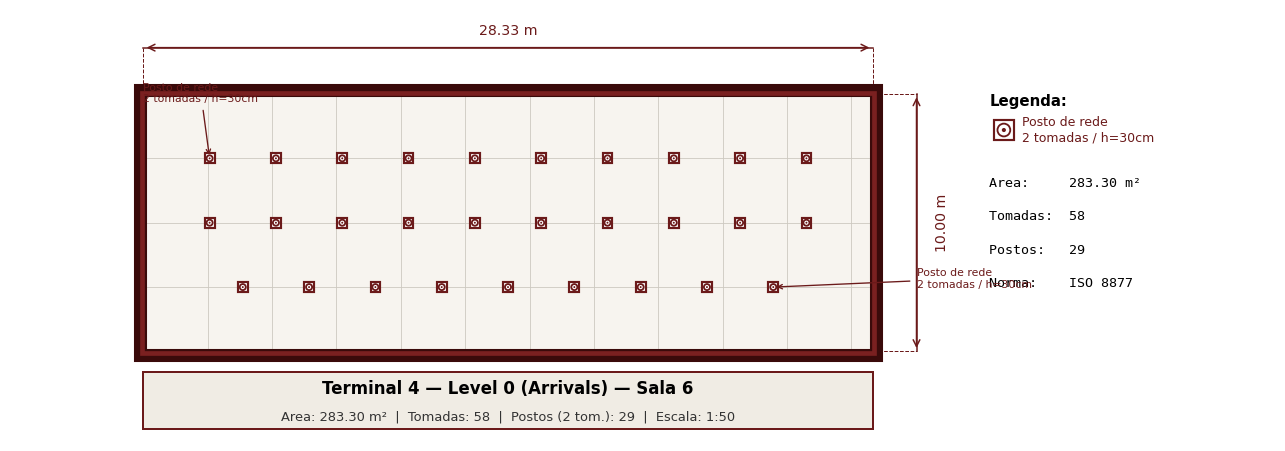 28.33 m
Posto de rede
2 tomadas / h=30cm
10.00 m
Legenda:
Posto de rede
2 tomadas / h=30cm
Area: 283.30 m²
Tomadas: 58
Postos: 29
Norma: ISO 8877
Posto de rede
2 tomadas / h=30cm
Terminal 4 — Level 0 (Arrivals) — Sala 6
Area: 283.30 m² | Tomadas: 58 | Postos (2 tom.): 29 | Escala: 1:50